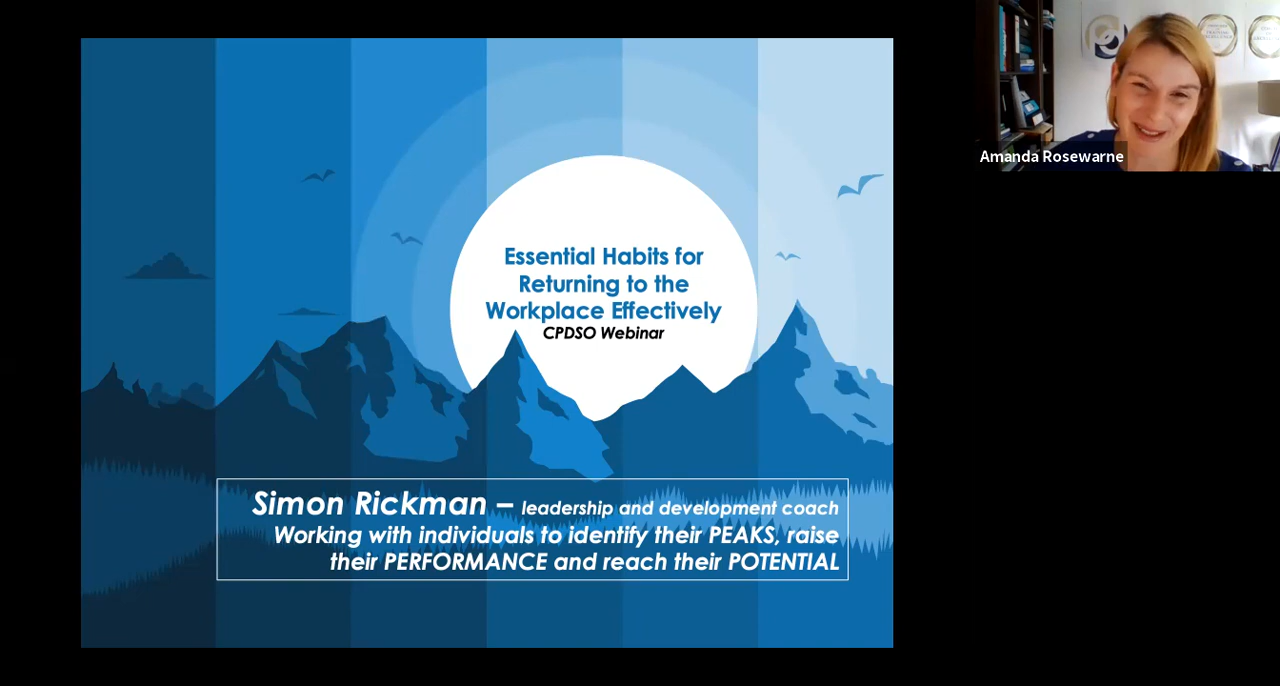 Essential Habits for
Returning to the
Workplace Effectively
CPDSO Webinar
Simon Rickman – leadership and development coach
Working with individuals to identify their PEAKS, raise
their PERFORMANCE and reach their POTENTIAL
Amanda Rosewarne